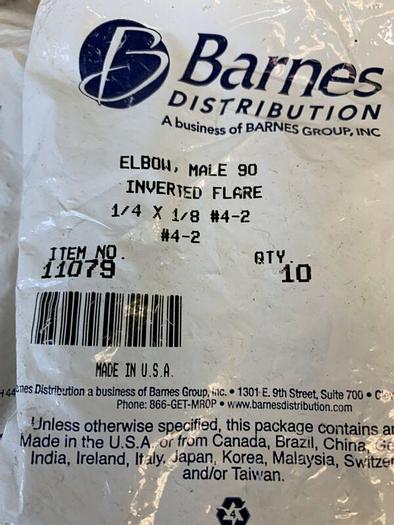 B Barnes
DISTRIBUTION
A business of BARNES GROUP, INC
ELBOW, MALE 90
INVERTED FLARE
1/4 X 1/8 #4-2
#4-2
ITEM NO. QTY.
11079 10
MADE IN U.S.A.
Distribution a business of Barnes Group, Inc. • 1301 E. 9th Street, Suite 700 •
Phone: 866-GET-MROP • www.barnesdistribution.com
Unless otherwise specified, this package contains
Made in the U.S.A. or from Canada, Brazil, China,
India, Ireland, Italy, Japan, Korea, Malaysia,
and/or Taiwan.
4